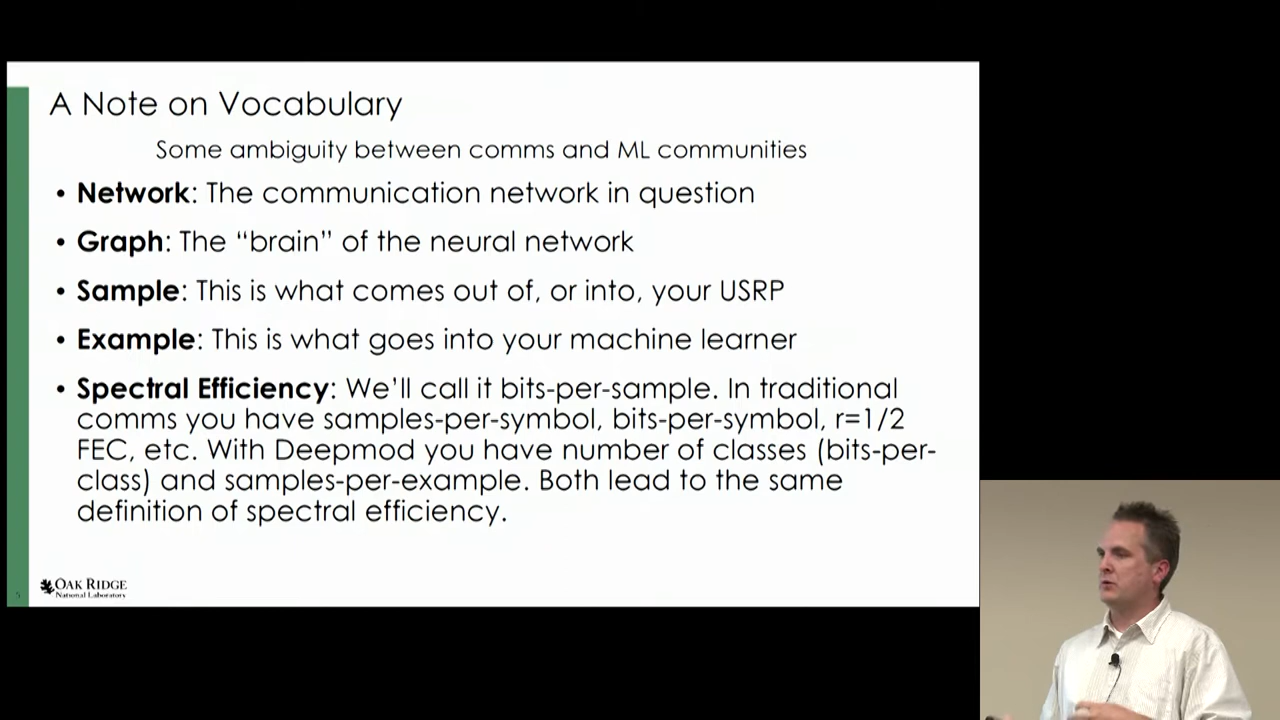 A Note on Vocabulary
Some ambiguity between comms and ML communities
• Network: The communication network in question
• Graph: The “brain” of the neural network
• Sample: This is what comes out of, or into, your USRP
• Example: This is what goes into your machine learner
• Spectral Efficiency: We’ll call it bits-per-sample. In traditional
comms you have samples-per-symbol, bits-per-symbol, r=1/2
FEC, etc. With Deepmod you have number of classes (bits-per-
class) and samples-per-example. Both lead to the same
definition of spectral efficiency.
5
OAK RIDGE
National Laboratory